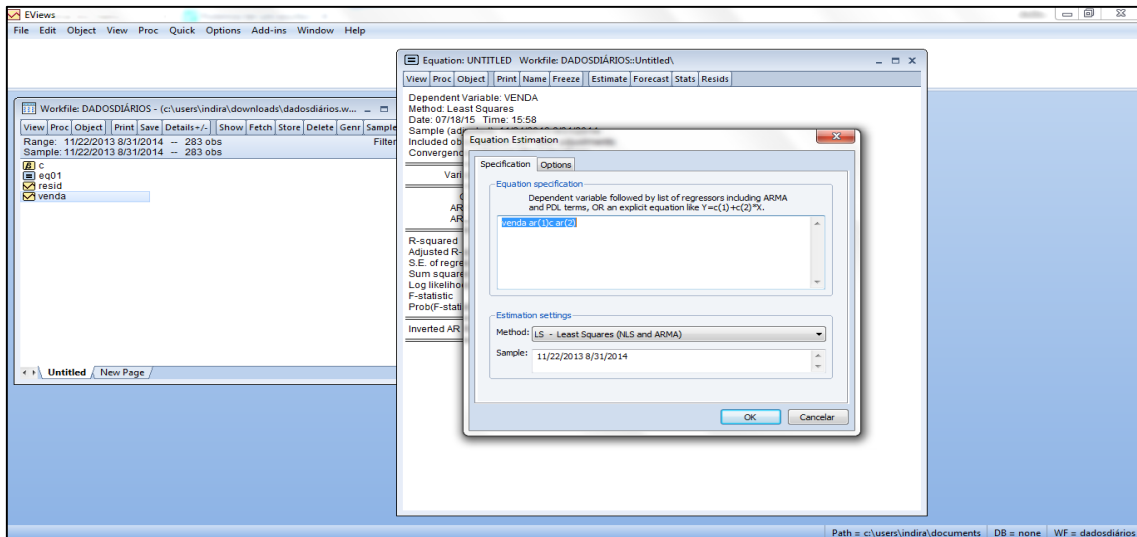 EViews
File Edit Object View Proc Quick Options Add-ins Window Help
Workfile: DADOSDIÁRIOS - (c:\users\indira\downloads\dadosdiários.w...
View Proc Object Print Save Details+/- Show Fetch Store Delete Genr Sample
Range: 11/22/2013 8/31/2014 -- 283 obs Filter
Sample: 11/22/2013 8/31/2014 -- 283 obs
c
eq01
resid
venda
Untitled New Page
Equation: UNTITLED Workfile: DADOSDIÁRIOS::Untitled\
View Proc Object Print Name Freeze Estimate Forecast Stats Resids
Dependent Variable: VENDA
Method: Least Squares
Date: 07/18/15 Time: 15:58
Sample (ad
Included ob
Convergenc
Vari
AR
AR
R-squared
Adjusted R-
S.E. of regre
Sum square
Log likeliho
F-statistic
Prob(F-stati
Inverted AR
Equation Estimation
Specification Options
Equation specification
Dependent variable followed by list of regressors including ARMA
and PDL terms, OR an explicit equation like Y=c(1)+c(2)*X.
venda ar(1)c ar(2)
Estimation settings
Method: LS - Least Squares (NLS and ARMA)
Sample: 11/22/2013 8/31/2014
OK Cancelar
Path = c:\users\indira\documents DB = none WF = dadosdiários